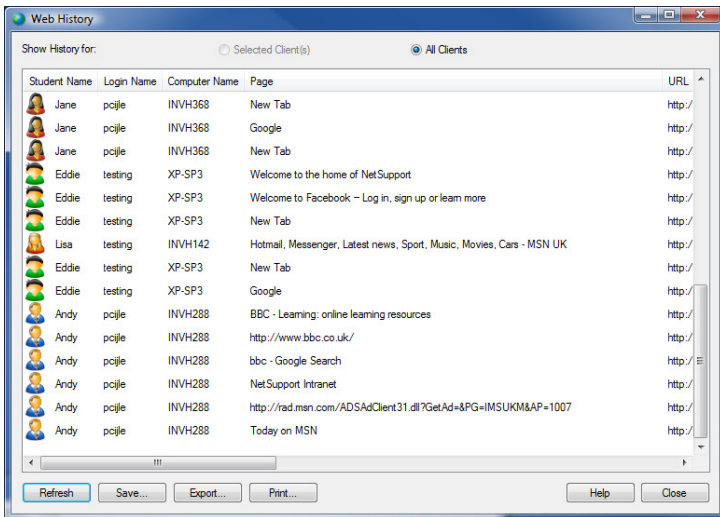 Web History
Show History for: Selected Client(s) All Clients
Student Name Login Name Computer Name Page URL
Jane pcijle INVH368 New Tab http:/
Jane pcijle INVH368 Google http:/
Jane pcijle INVH368 New Tab http:/
Eddie testing XP-SP3 Welcome to the home of NetSupport http:/
Eddie testing XP-SP3 Welcome to Facebook – Log in, sign up or learn more http:/
Eddie testing XP-SP3 New Tab http:/
Lisa testing INVH142 Hotmail, Messenger, Latest news, Sport, Music, Movies, Cars - MSN UK http:/
Eddie testing XP-SP3 New Tab http:/
Eddie testing XP-SP3 Google http:/
Andy pcijle INVH288 BBC - Learning: online learning resources http:/
Andy pcijle INVH288 http://www.bbc.co.uk/ http:/
Andy pcijle INVH288 bbc - Google Search http:/
Andy pcijle INVH288 NetSupport Intranet http:/
Andy pcijle INVH288 http://rad.msn.com/ADSAdClient31.dll?GetAd=&PG=IMSUKM&AP=1007 http:/
Andy pcijle INVH288 Today on MSN http:/
Refresh Save... Export... Print... Help Close